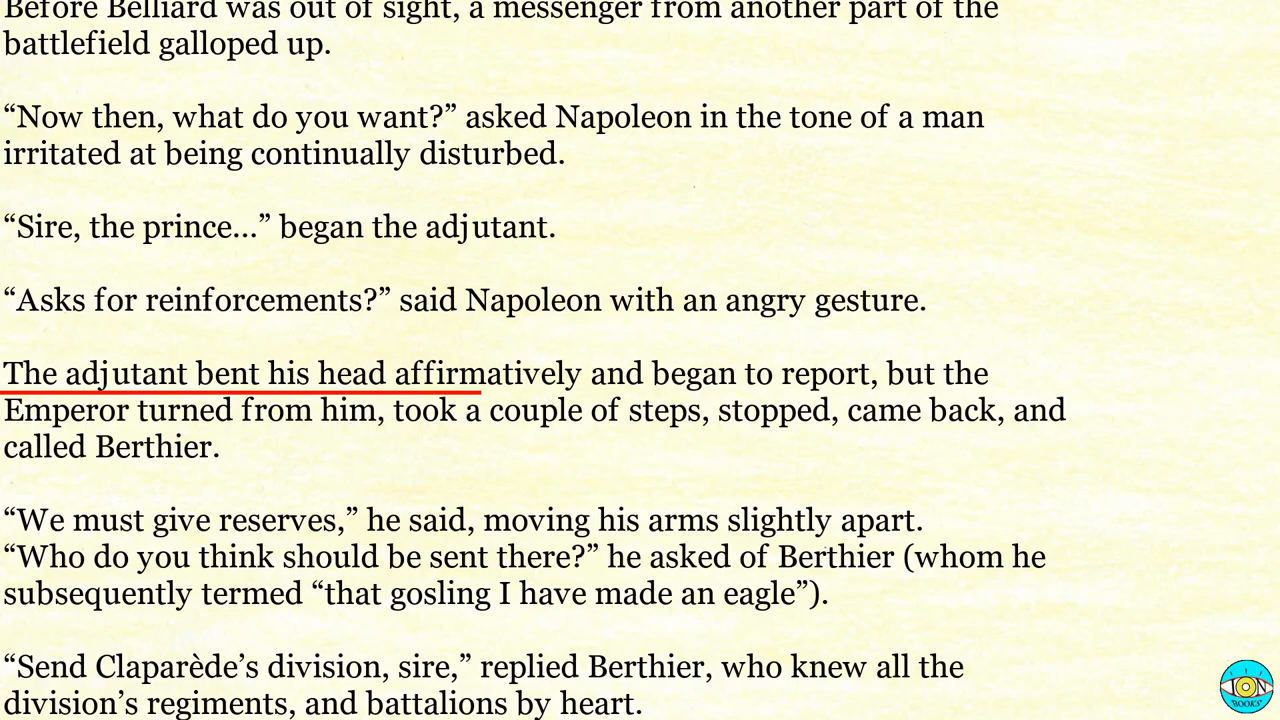 Before Belliard was out of sight, a messenger from another part of the
battlefield galloped up.
“Now then, what do you want?” asked Napoleon in the tone of a man
irritated at being continually disturbed.
“Sire, the prince...” began the adjutant.
“Asks for reinforcements?” said Napoleon with an angry gesture.
The adjutant bent his head affirmatively and began to report, but the
Emperor turned from him, took a couple of steps, stopped, came back, and
called Berthier.
“We must give reserves,” he said, moving his arms slightly apart.
“Who do you think should be sent there?” he asked of Berthier (whom he
subsequently termed “that gosling I have made an eagle”).
“Send Claparède’s division, sire,” replied Berthier, who knew all the
division’s regiments, and battalions by heart.
ION
BOOKS